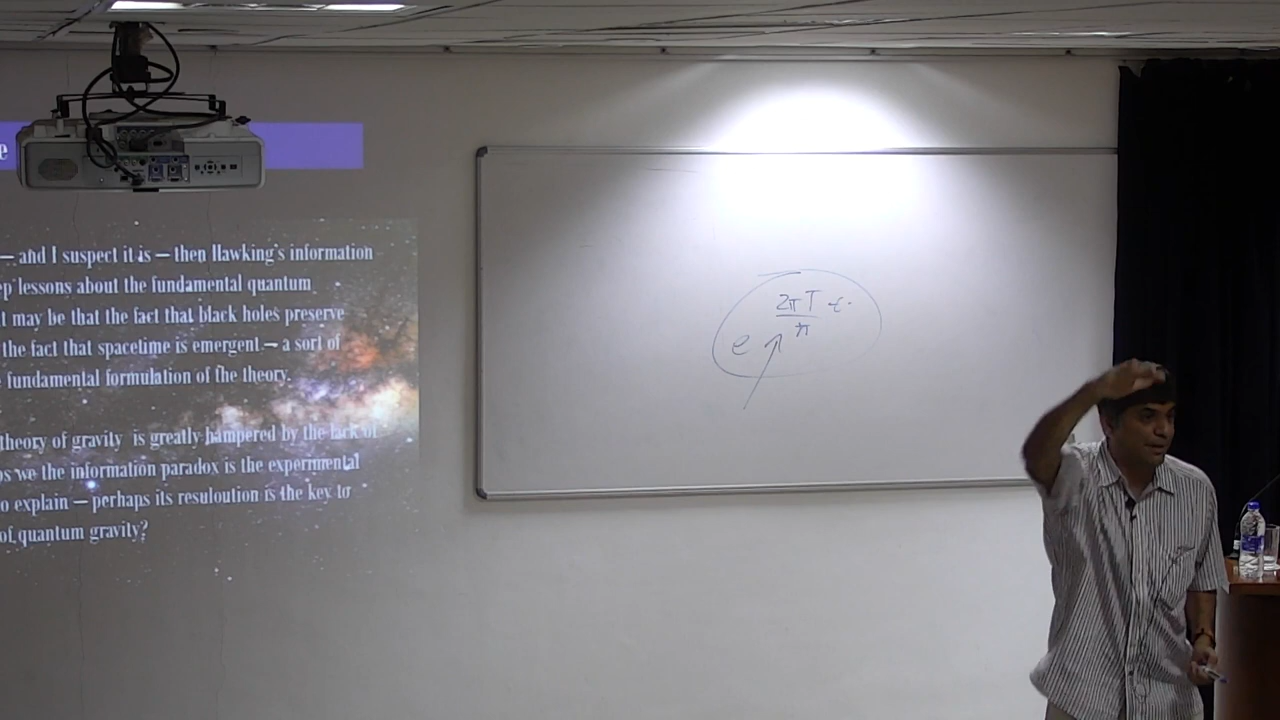 e
— and I suspect it is — then Hawking's information
ep lessons about the fundamental quantum
t may be that the fact that black holes preserve
the fact that spacetime is emergent — a sort of
fundamental formulation of the theory.
theory of gravity is greatly hampered by the lack of
os we the information paradox is the experimental
o explain — perhaps its resuloution is the key to
of quantum gravity?
2π T t
ħ
e